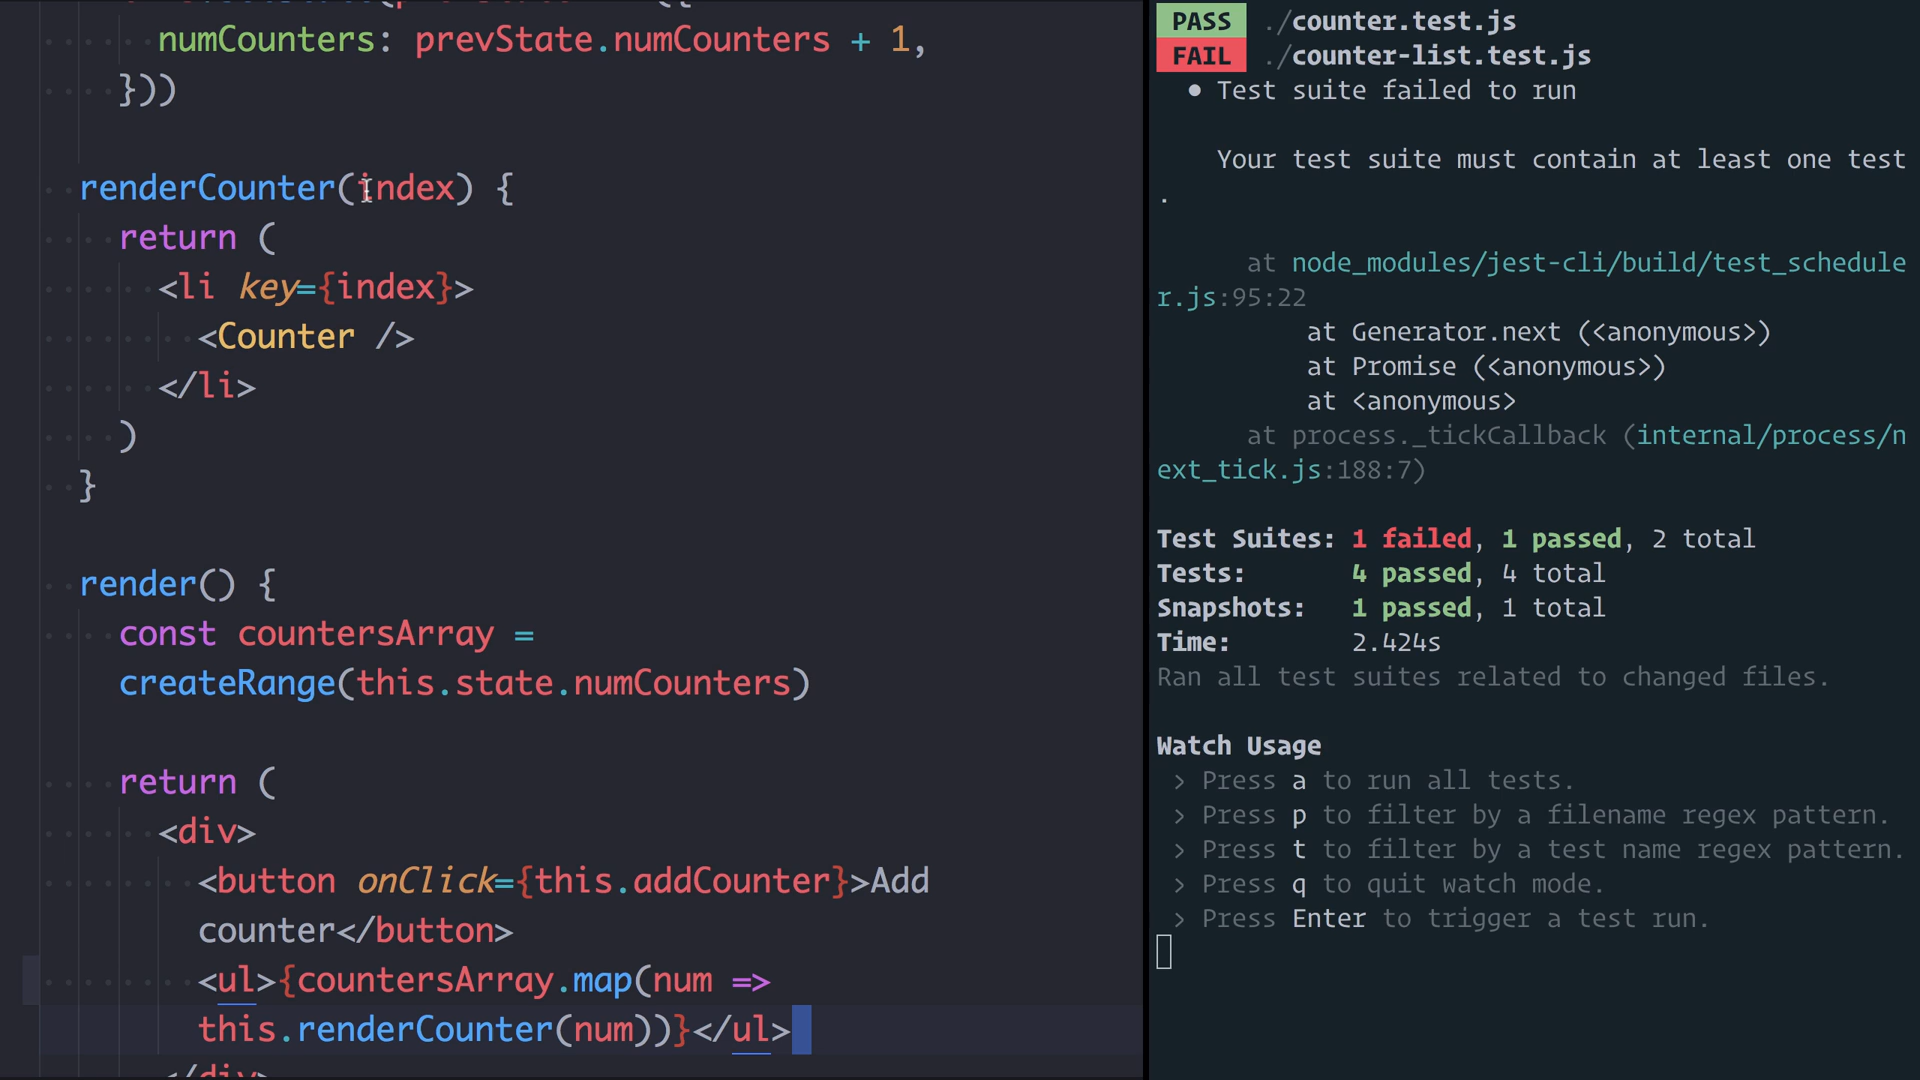 numCounters: prevState.numCounters + 1,
}))
renderCounter(index) {
return (
<li key={index}>
<Counter />
</li>
)
}
render() {
const countersArray =
createRange(this.state.numCounters)
return (
<div>
<button onClick={this.addCounter}>Add
counter</button>
<ul>{countersArray.map(num =>
this.renderCounter(num))}</ul>
</div>
PASS ./counter.test.js
FAIL ./counter-list.test.js
● Test suite failed to run
Your test suite must contain at least one test
.
at node_modules/jest-cli/build/test_schedule
r.js:95:22
at Generator.next (<anonymous>)
at Promise (<anonymous>)
at <anonymous>
at process._tickCallback (internal/process/n
ext_tick.js:188:7)
Test Suites: 1 failed, 1 passed, 2 total
Tests: 4 passed, 4 total
Snapshots: 1 passed, 1 total
Time: 2.424s
Ran all test suites related to changed files.
Watch Usage
› Press a to run all tests.
› Press p to filter by a filename regex pattern.
› Press t to filter by a test name regex pattern.
› Press q to quit watch mode.
› Press Enter to trigger a test run.